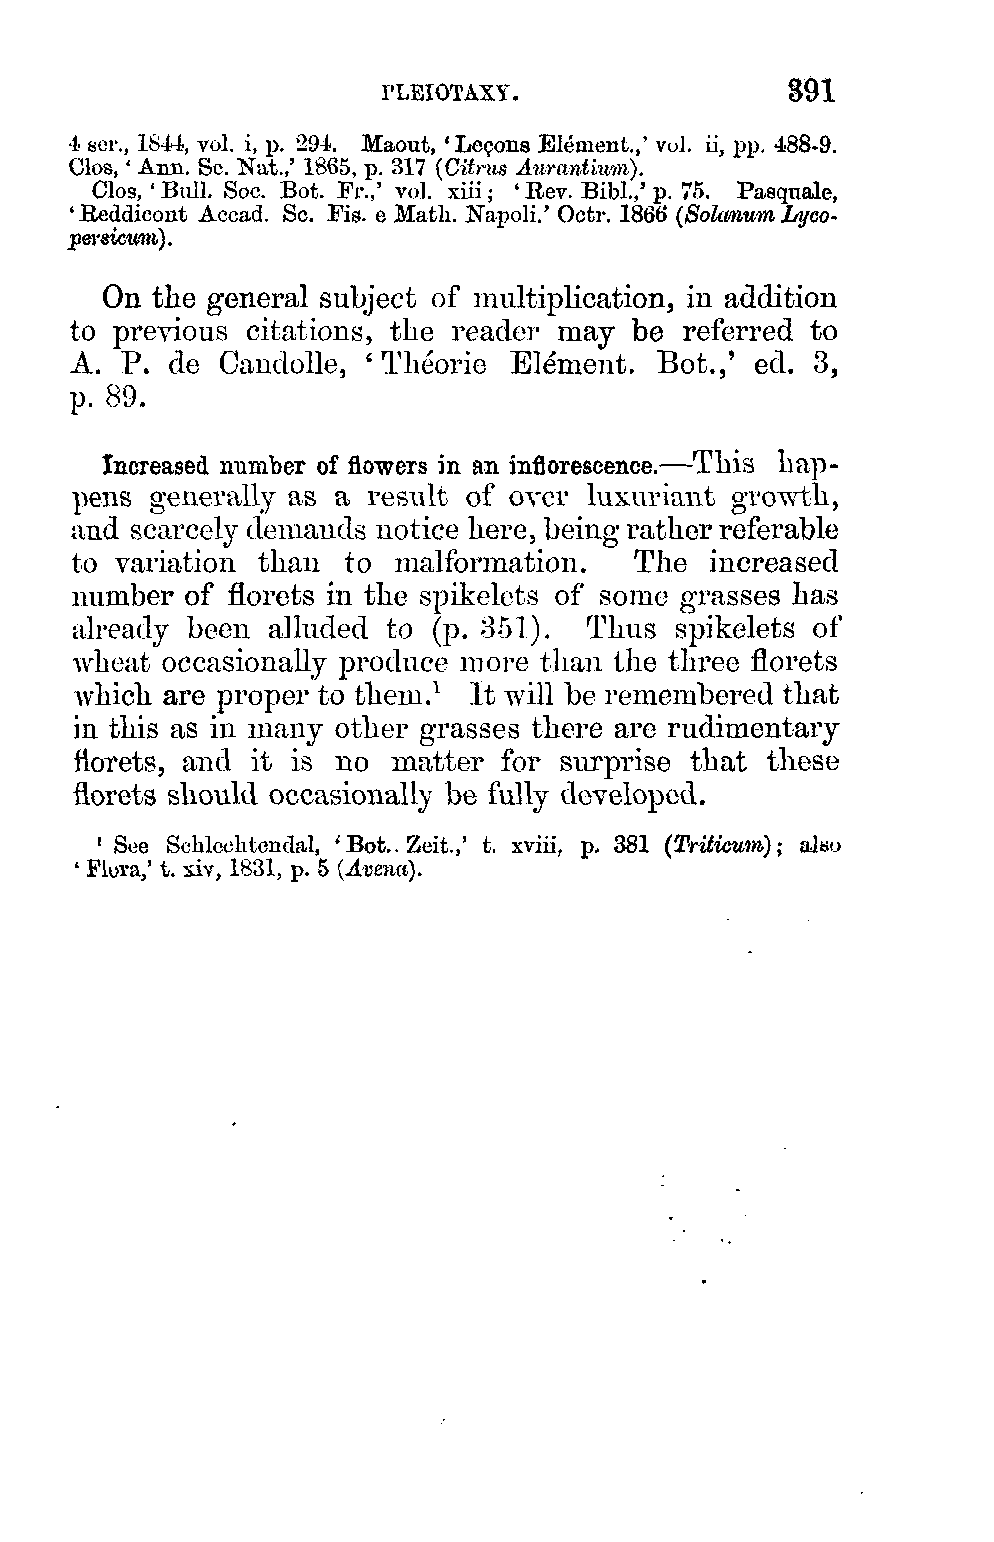 PLEIOTAXY. 391
4 ser., 1844, vol. i, p. 294. Maout, ‘Leçons Elément.,’ vol. ii, pp. 488-9.
Clos, ‘Ann. Sc. Nat.,’ 1865, p. 317 (Citrus Aurantium).
Clos, ‘Bull. Soc. Bot. Fr.,’ vol. xiii; ‘Rev. Bibl.,’ p. 75. Pasquale,
‘Reddicont Accad. Sc. Fis. e Math. Napoli.’ Octr. 1866 (Solanum Lyco-
persicum).
On the general subject of multiplication, in addition
to previous citations, the reader may be referred to
A. P. de Candolle, ‘Théorie Elément. Bot.,’ ed. 3,
p. 89.
Increased number of flowers in an inflorescence.—This hap-
pens generally as a result of over luxuriant growth,
and scarcely demands notice here, being rather referable
to variation than to malformation. The increased
number of florets in the spikelets of some grasses has
already been alluded to (p. 351). Thus spikelets of
wheat occasionally produce more than the three florets
which are proper to them.¹ It will be remembered that
in this as in many other grasses there are rudimentary
florets, and it is no matter for surprise that these
florets should occasionally be fully developed.
¹ See Schlechtendal, ‘Bot.. Zeit.,’ t. xviii, p. 381 (Triticum); also
‘Flora,’ t. xiv, 1831, p. 5 (Avena).